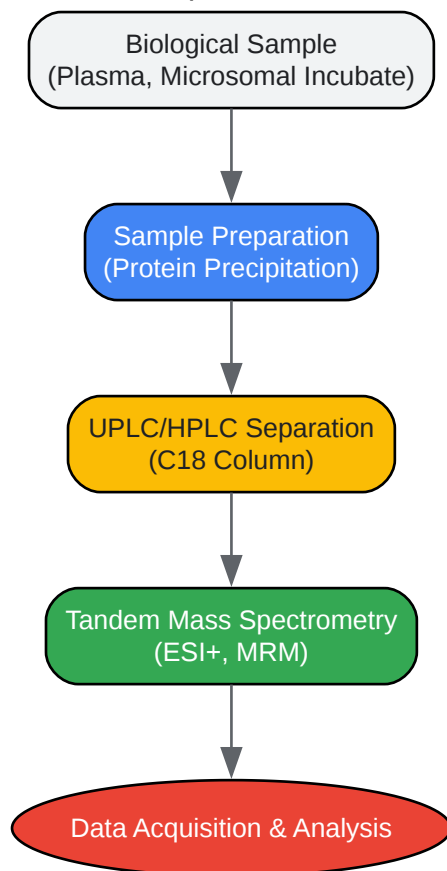 Biological Sample
(Plasma, Microsomal Incubate)
Sample Preparation
(Protein Precipitation)
UPLC/HPLC Separation
(C18 Column)
Tandem Mass Spectrometry
(ESI+, MRM)
Data Acquisition & Analysis